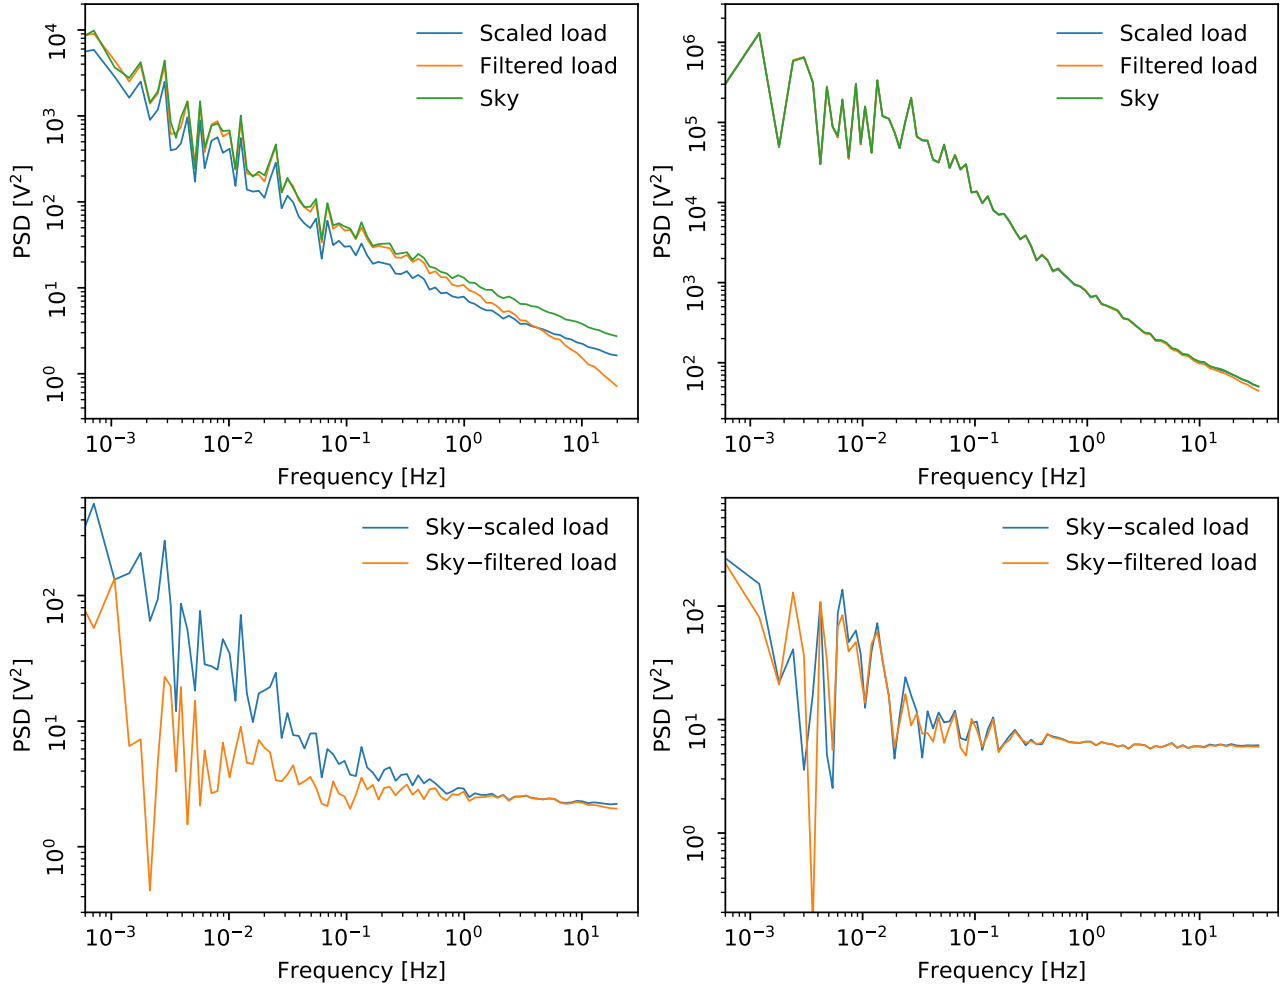 10⁴
10³
10²
10¹
10⁰
PSD [V²]
Scaled load
Filtered load
Sky
10⁻³ 10⁻² 10⁻¹ 10⁰ 10¹
Frequency [Hz]
10⁶
10⁵
10⁴
10³
10²
PSD [V²]
Scaled load
Filtered load
Sky
10⁻³ 10⁻² 10⁻¹ 10⁰ 10¹
Frequency [Hz]
10²
10¹
10⁰
PSD [V²]
Sky−scaled load
Sky−filtered load
10⁻³ 10⁻² 10⁻¹ 10⁰ 10¹
Frequency [Hz]
10²
10¹
10⁰
PSD [V²]
Sky−scaled load
Sky−filtered load
10⁻³ 10⁻² 10⁻¹ 10⁰ 10¹
Frequency [Hz]